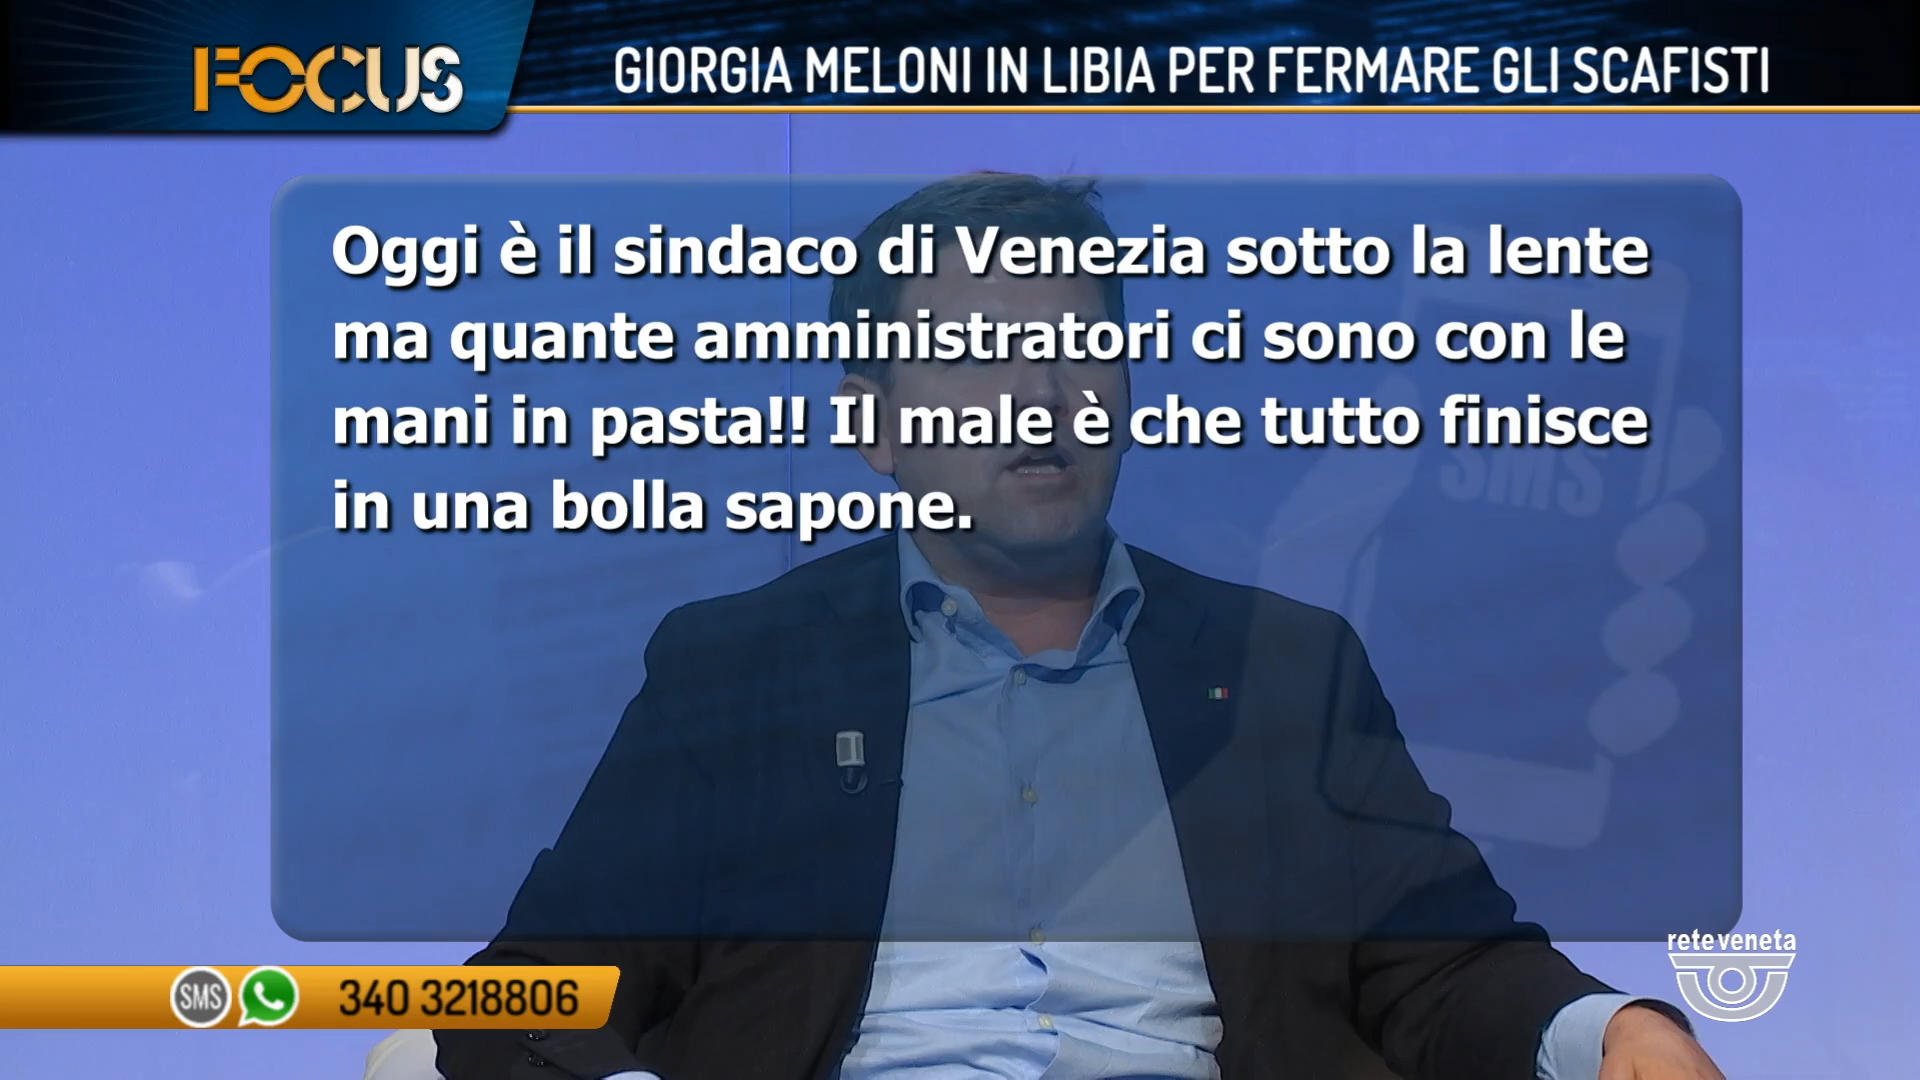 FOCUS
GIORGIA MELONI IN LIBIA PER FERMARE GLI SCAFISTI
Oggi è il sindaco di Venezia sotto la lente
ma quante amministratori ci sono con le
mani in pasta!! Il male è che tutto finisce
in una bolla sapone.
SMS
SMS
340 3218806
reteveneta